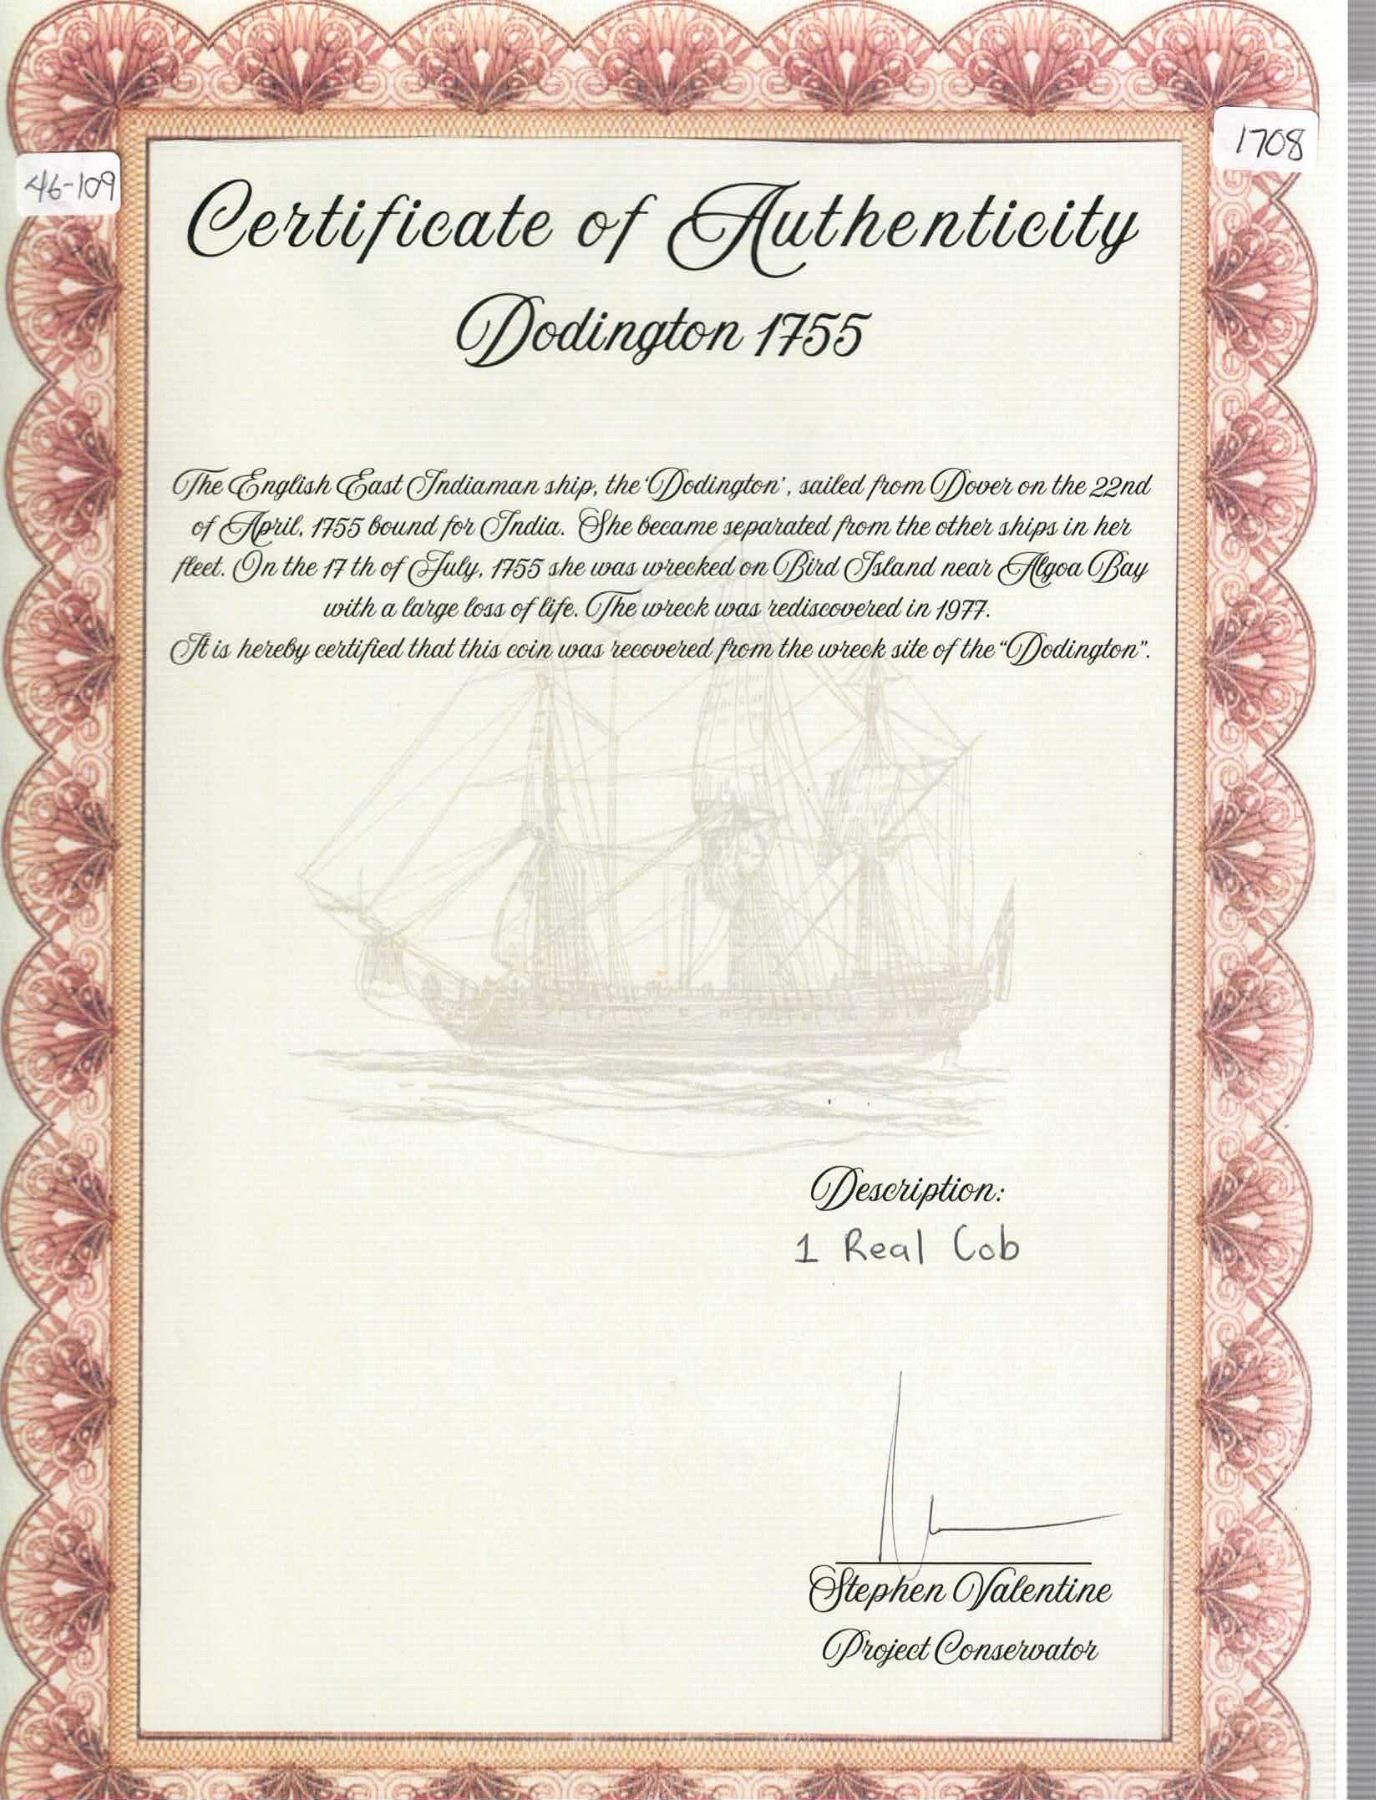 1708
46-109
Certificate of Authenticity
Dodington 1755
The English East Indiaman ship, the 'Dodington', sailed from Dover on the 22nd
of April, 1755 bound for India. She became separated from the other ships in her
fleet. On the 17 th of July, 1755 she was wrecked on Bird Island near Algoa Bay
with a large loss of life. The wreck was rediscovered in 1977.
It is hereby certified that this coin was recovered from the wreck site of the "Dodington".
Description:
1 Real Cob
Stephen Valentine
Project Conservator